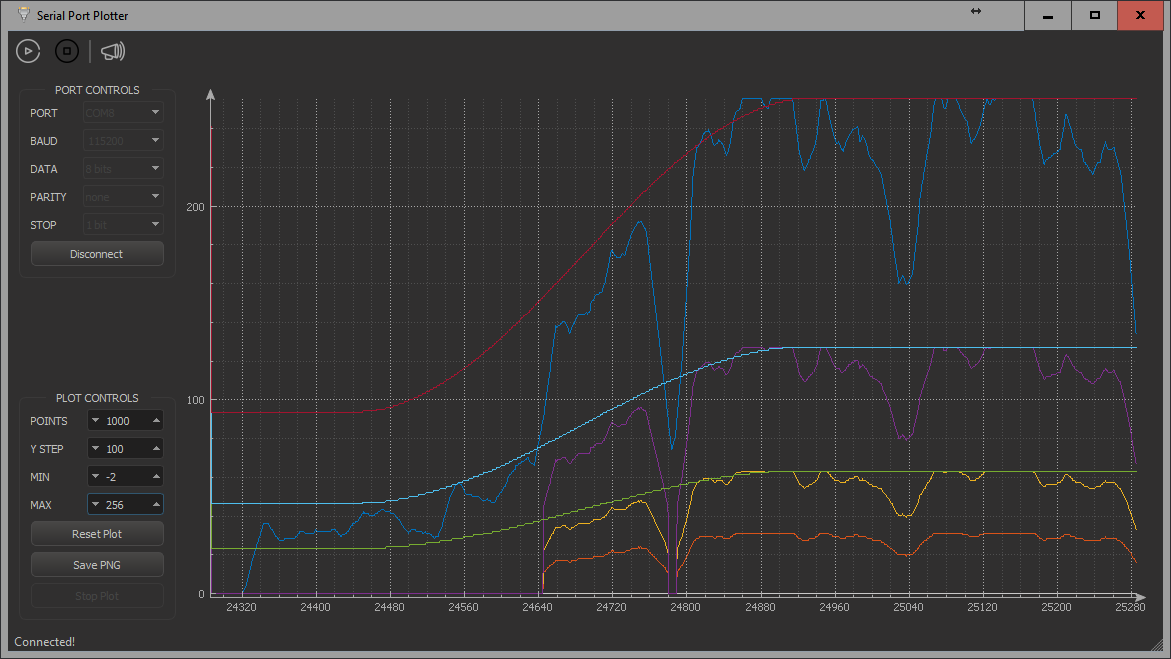 Serial Port Plotter
PORT CONTROLS
PORT COM8
BAUD 115200
DATA 8 bits
PARITY none
STOP 1 bit
Disconnect
PLOT CONTROLS
POINTS 1000
Y STEP 100
MIN -2
MAX 256
Reset Plot
Save PNG
Stop Plot
Connected!
200
100
0
24320 24400 24480 24560 24640 24720 24800 24880 24960 25040 25120 25200 25280